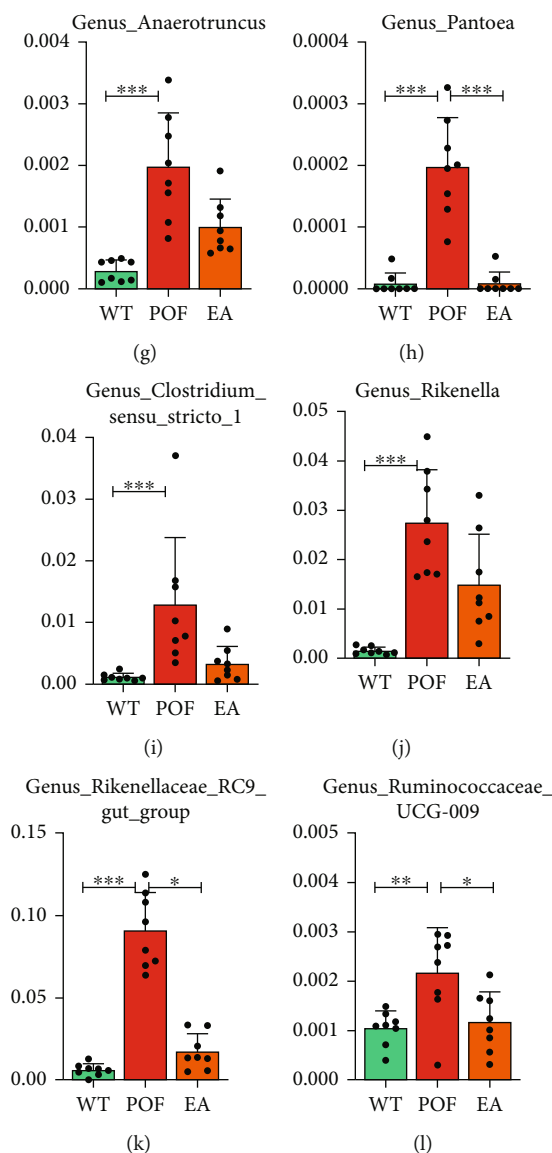 Genus_Anaerotruncus
0.004
0.003
0.002
0.001
0.000
***
WT POF EA
(g)
Genus_Pantoea
0.0004
0.0003
0.0002
0.0001
0.0000
*** ***
WT POF EA
(h)
Genus_Clostridium_
sensu_stricto_1
0.04
0.03
0.02
0.01
0.00
***
WT POF EA
(i)
Genus_Rikenella
0.05
0.04
0.03
0.02
0.01
0.00
***
WT POF EA
(j)
Genus_Rikenellaceae_RC9_
gut_group
0.15
0.10
0.05
0.00
*** *
WT POF EA
(k)
Genus_Ruminococcaceae_
UCG-009
0.005
0.004
0.003
0.002
0.001
0.000
** *
WT POF EA
(l)